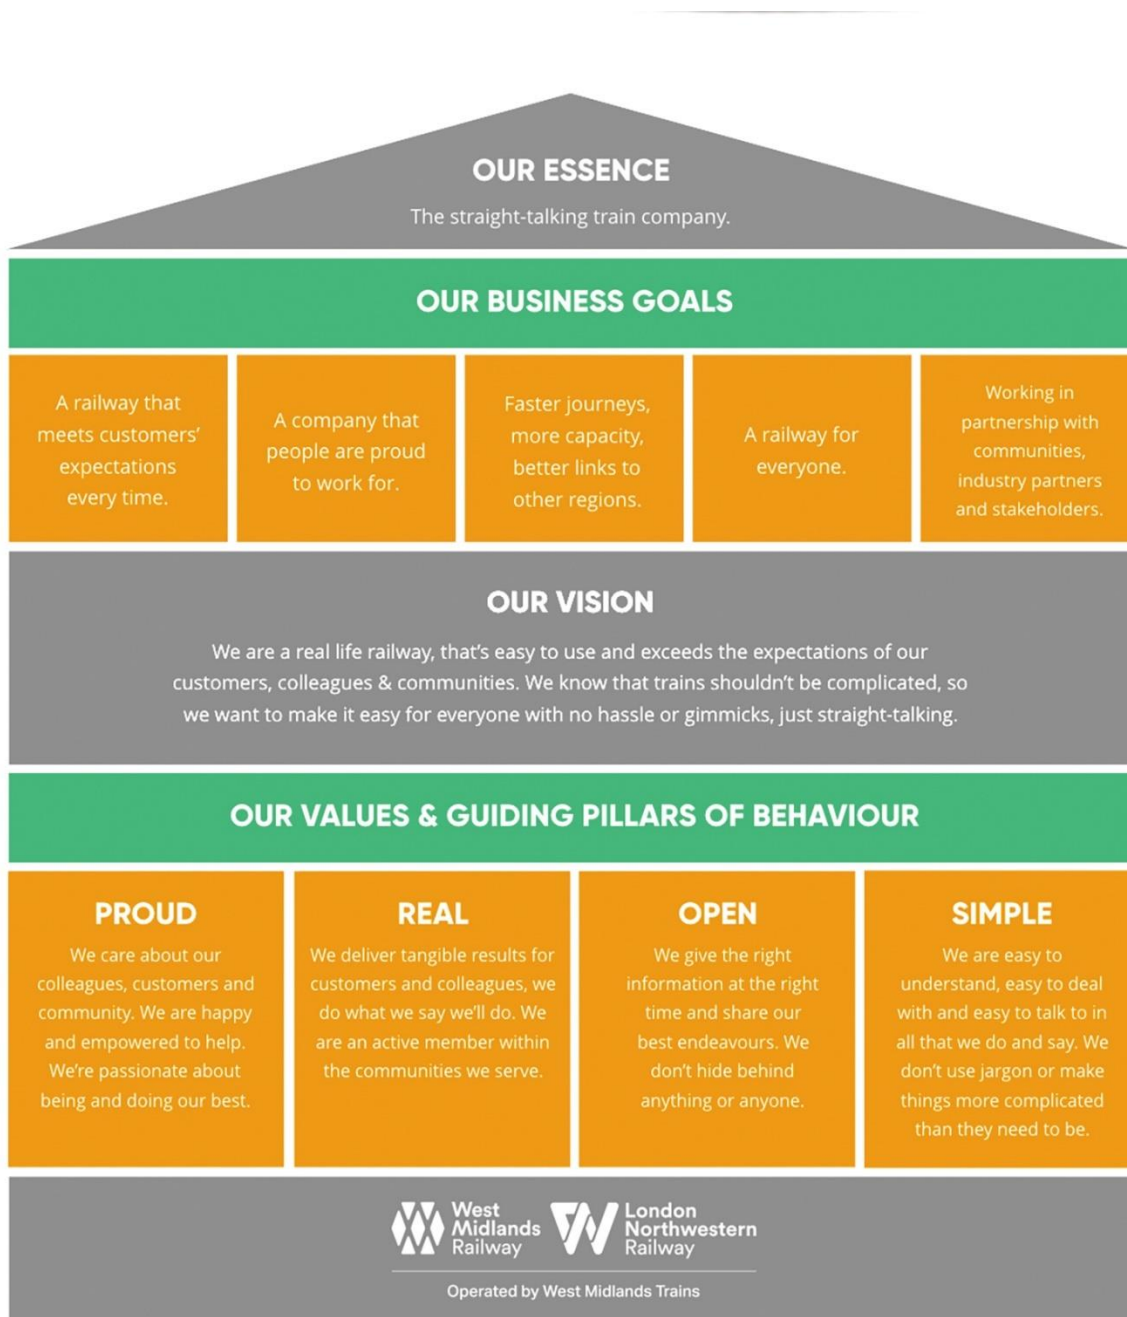 OUR ESSENCE
The straight-talking train company.
OUR BUSINESS GOALS
A railway that
meets customers’
expectations
every time.
A company that
people are proud
to work for.
Faster journeys,
more capacity,
better links to
other regions.
A railway for
everyone.
Working in
partnership with
communities,
industry partners
and stakeholders.
OUR VISION
We are a real life railway, that’s easy to use and exceeds the expectations of our
customers, colleagues & communities. We know that trains shouldn’t be complicated, so
we want to make it easy for everyone with no hassle or gimmicks, just straight-talking.
OUR VALUES & GUIDING PILLARS OF BEHAVIOUR
PROUD
We care about our
colleagues, customers and
community. We are happy
and empowered to help.
We’re passionate about
being and doing our best.
REAL
We deliver tangible results for
customers and colleagues, we
do what we say we’ll do. We
are an active member within
the communities we serve.
OPEN
We give the right
information at the right
time and share our
best endeavours. We
don’t hide behind
anything or anyone.
SIMPLE
We are easy to
understand, easy to deal
with and easy to talk to in
all that we do and say. We
don’t use jargon or make
things more complicated
than they need to be.
West
Midlands
Railway
London
Northwestern
Railway
Operated by West Midlands Trains